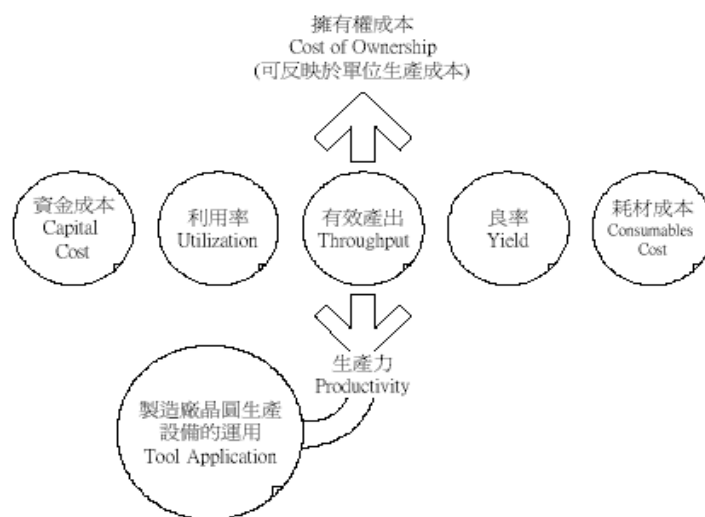 擁有權成本
Cost of Ownership
(可反映於單位生產成本)
資金成本
Capital
Cost
利用率
Utilization
有效產出
Throughput
良率
Yield
耗材成本
Consumables
Cost
生產力
Productivity
製造廠晶圓生產
設備的運用
Tool Application